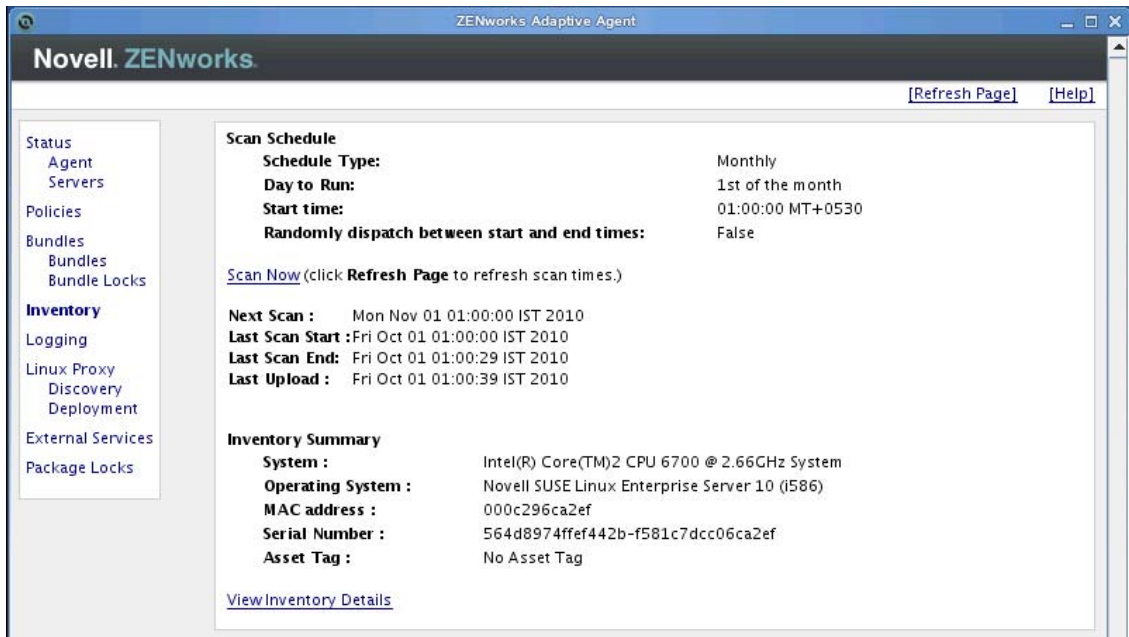 ZENworks Adaptive Agent
Novell. ZENworks.
[Refresh Page] [Help]
Status
Agent
Servers
Policies
Bundles
Bundles
Bundle Locks
Inventory
Logging
Linux Proxy
Discovery
Deployment
External Services
Package Locks
Scan Schedule
Schedule Type: Monthly
Day to Run: 1st of the month
Start time: 01:00:00 MT+0530
Randomly dispatch between start and end times: False
Scan Now (click Refresh Page to refresh scan times.)
Next Scan : Mon Nov 01 01:00:00 IST 2010
Last Scan Start : Fri Oct 01 01:00:00 IST 2010
Last Scan End: Fri Oct 01 01:00:29 IST 2010
Last Upload : Fri Oct 01 01:00:39 IST 2010
Inventory Summary
System : Intel(R) Core(TM)2 CPU 6700 @ 2.66GHz System
Operating System : Novell SUSE Linux Enterprise Server 10 (i586)
MAC address : 000c296ca2ef
Serial Number : 564d8974ffef442b-f581c7dcc06ca2ef
Asset Tag : No Asset Tag
View Inventory Details